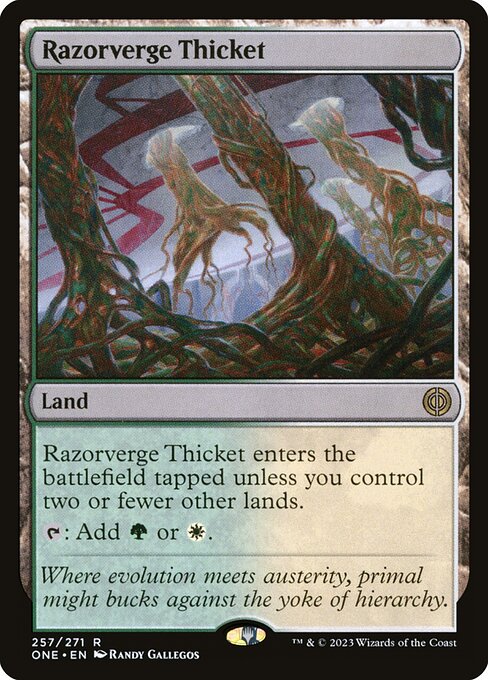 Razorverge Thicket
Land
Razorverge Thicket enters the
battlefield tapped unless you control
two or fewer other lands.
: Add or .
Where evolution meets austerity, primal
might bucks against the yoke of hierarchy.
257/271 R
ONE • EN Randy Gallegos
™ & © 2023 Wizards of the Coast